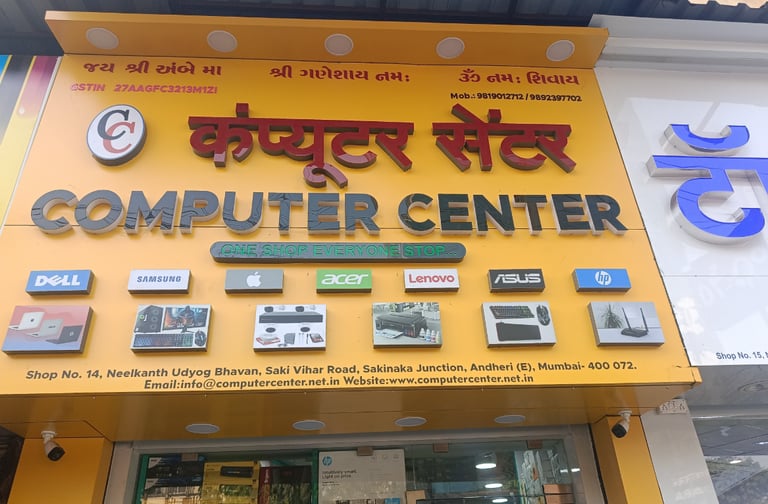 જય શ્રી અંબે મા શ્રી ગણેશાય નમઃ ૐ નમઃ શિવાય
GSTIN 27AAGFC3213M1ZI Mob.: 9819012712 / 9892397702
CC कंप्यूटर सेंटर
COMPUTER CENTER
ONE SHOP EVERYONE STOP
DELL SAMSUNG acer Lenovo ASUS hp
Shop No. 14, Neelkanth Udyog Bhavan, Saki Vihar Road, Sakinaka Junction, Andheri (E), Mumbai- 400 072.
Email:info@computercenter.net.in Website:www.computercenter.net.in
Shop No. 15,
hp